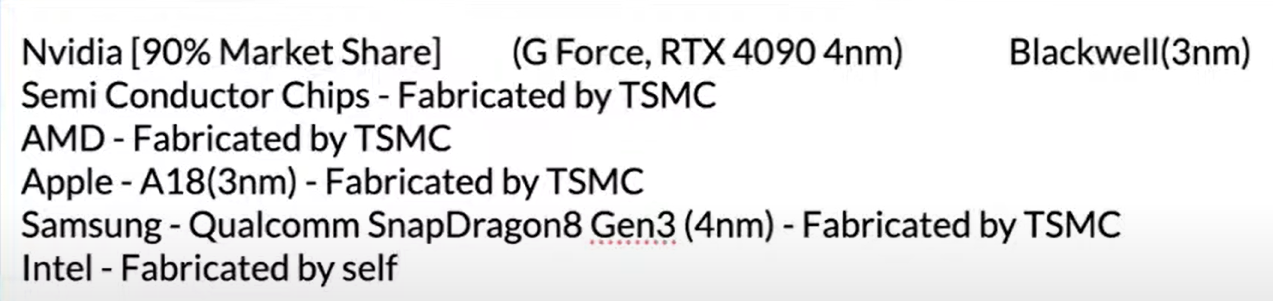 Nvidia [90% Market Share] (G Force, RTX 4090 4nm) Blackwell(3nm)
Semi Conductor Chips - Fabricated by TSMC
AMD - Fabricated by TSMC
Apple - A18(3nm) - Fabricated by TSMC
Samsung - Qualcomm SnapDragon8 Gen3 (4nm) - Fabricated by TSMC
Intel - Fabricated by self